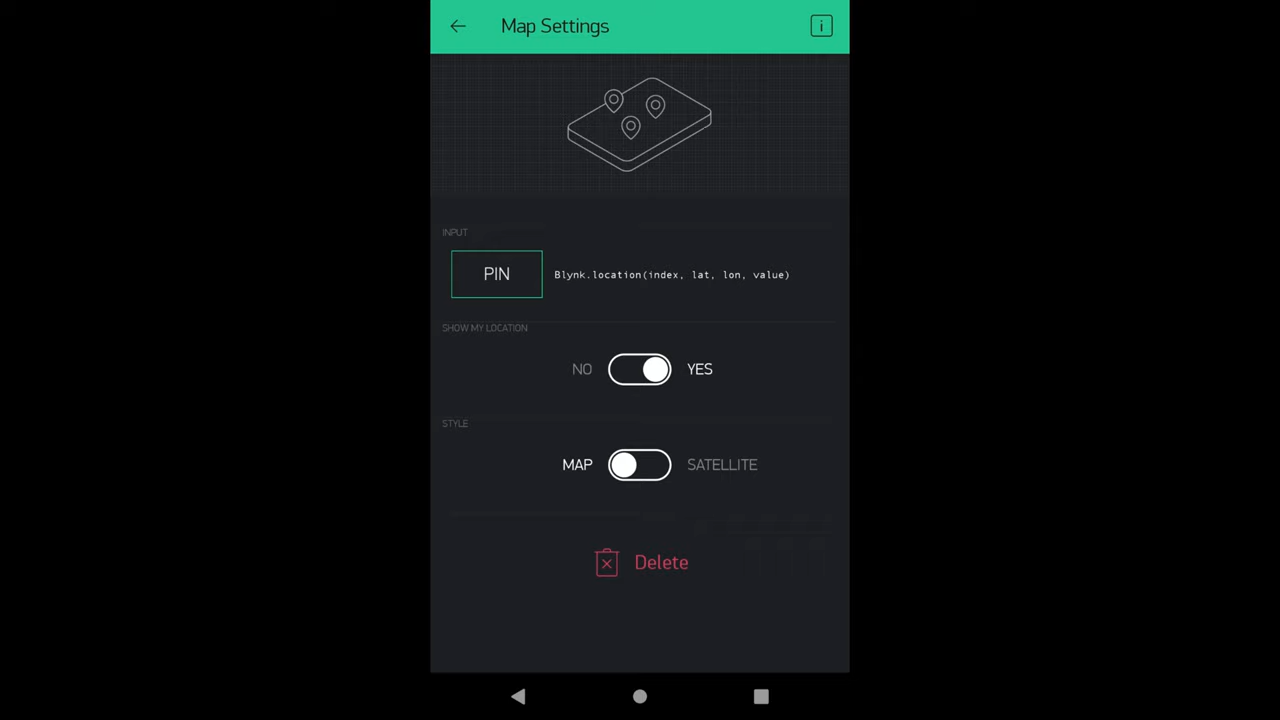 Map Settings
i
INPUT
PIN Blynk.location(index, lat, lon, value)
SHOW MY LOCATION
NO YES
STYLE
MAP SATELLITE
Delete